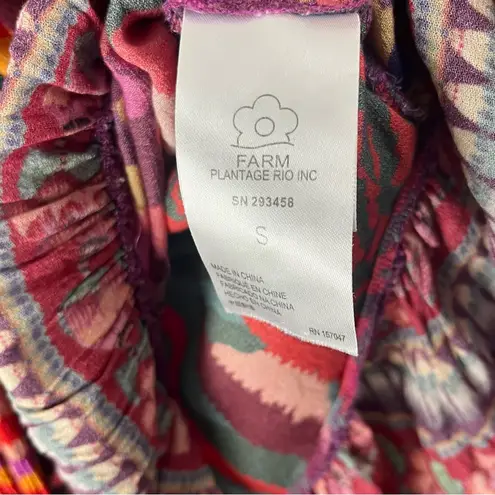 FARM
PLANTAGE RIO INC
SN 293458
S
MADE IN CHINA
FABRIQUÉ EN CHINE
FABRICADO NA CHINA
HECHO EN CHINA
RN 157047